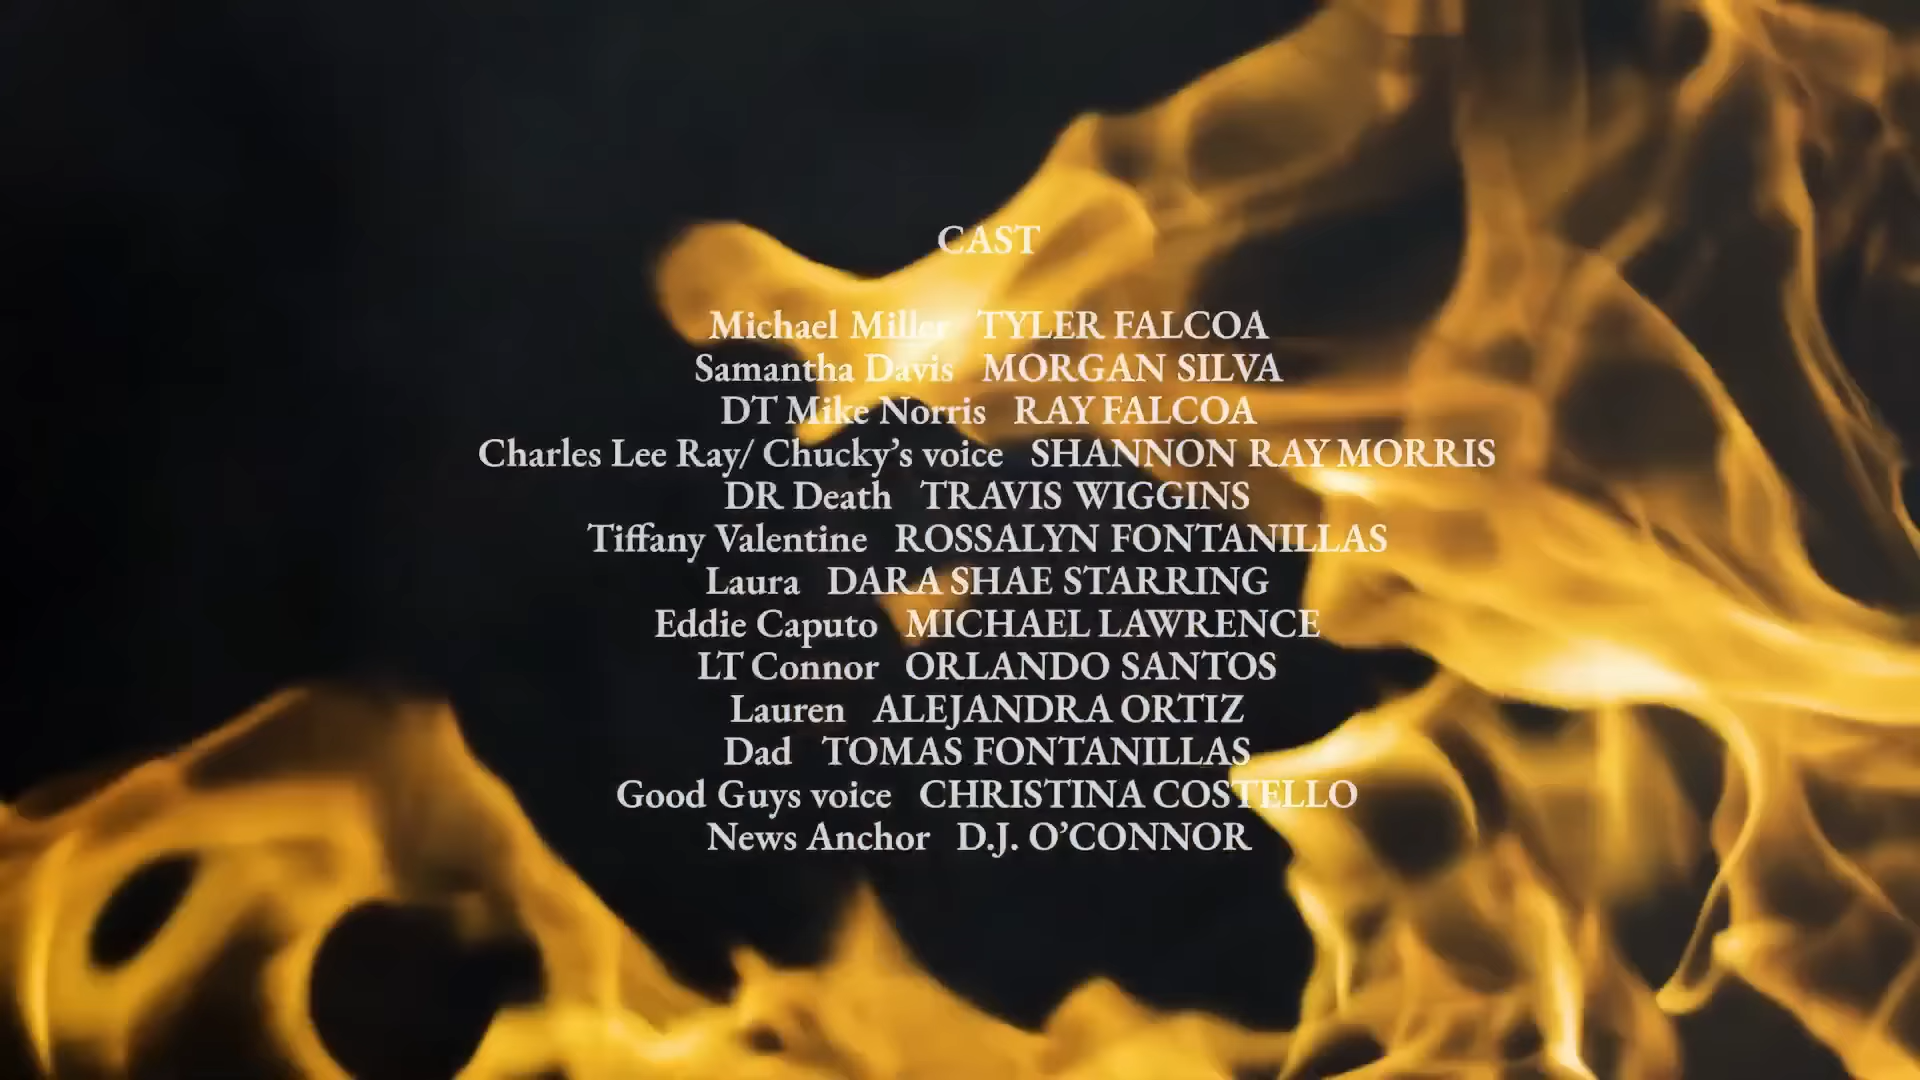 CAST
Michael Miller TYLER FALCOA
Samantha Davis MORGAN SILVA
DT Mike Norris RAY FALCOA
Charles Lee Ray/ Chucky’s voice SHANNON RAY MORRIS
DR Death TRAVIS WIGGINS
Tiffany Valentine ROSSALYN FONTANILLAS
Laura DARA SHAE STARRING
Eddie Caputo MICHAEL LAWRENCE
LT Connor ORLANDO SANTOS
Lauren ALEJANDRA ORTIZ
Dad TOMAS FONTANILLAS
Good Guys voice CHRISTINA COSTELLO
News Anchor D.J. O’CONNOR